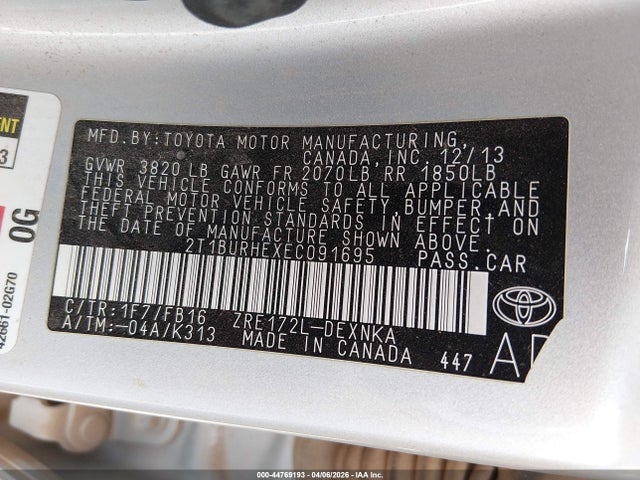 MFD.BY:TOYOTA MOTOR MANUFACTURING,
CANADA,INC. 12/13
GVWR 3820 LB GAWR FR 2070LB RR 1850LB
THIS VEHICLE CONFORMS TO ALL APPLICABLE
FEDERAL MOTOR VEHICLE SAFETY, BUMPER, AND
THEFT PREVENTION STANDARDS IN EFFECT ON
THE DATE OF MANUFACTURE SHOWN ABOVE.
2T1BURHEXEC091695 PASS.CAR
C/TR:1F7/FB16 ZRE172L-DEXNKA
A/TM:-04A/K313 MADE IN CANADA 447
0G
42661-02G70
000-44769193 - 04/06/2026 - IAA Inc.